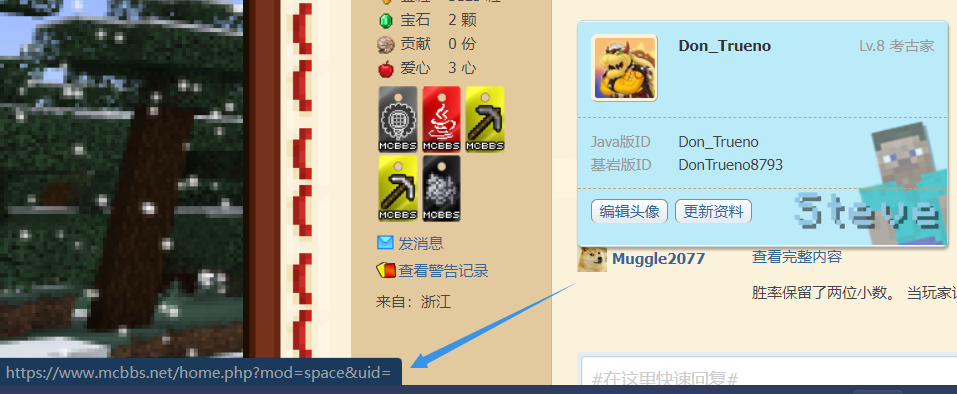 宝石 2 颗
贡献 0 份
爱心 3 心
MCBBS MCBBS MCBBS
MCBBS MCBBS
发消息
查看警告记录
来自：浙江
Don_Trueno Lv.8 考古家
Java版ID Don_Trueno
基岩版ID DonTrueno8793
编辑头像 更新资料
Steve
Muggle2077 查看完整内容
胜率保留了两位小数。 当玩家
#在这里快速回复#
https://www.mcbbs.net/home.php?mod=space&uid=